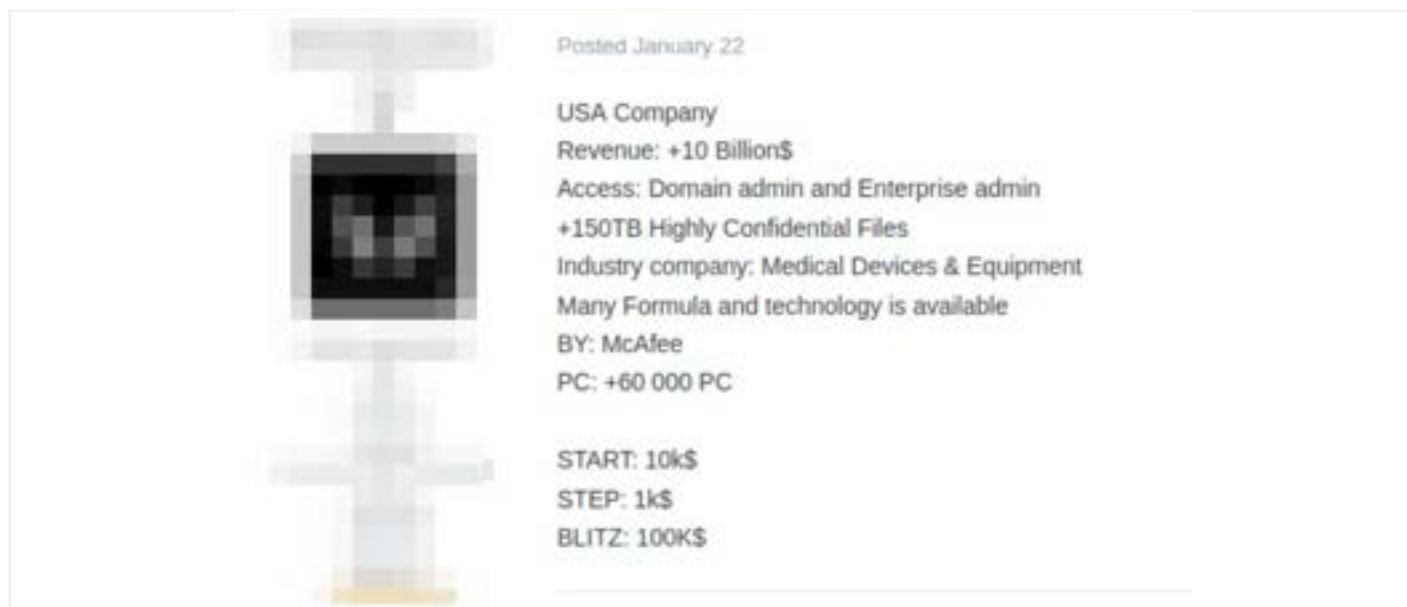 Posted January 22
USA Company
Revenue: +10 Billion$
Access: Domain admin and Enterprise admin
+150TB Highly Confidential Files
Industry company: Medical Devices & Equipment
Many Formula and technology is available
BY: McAfee
PC: +60 000 PC
START: 10k$
STEP: 1k$
BLITZ: 100K$